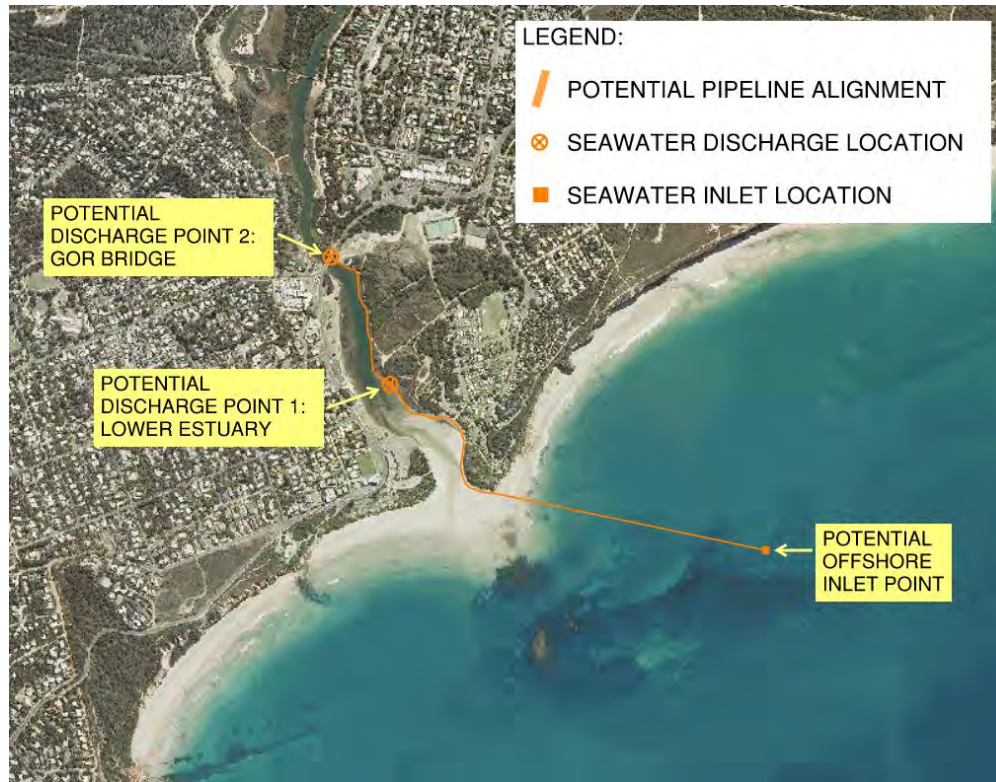 LEGEND:
POTENTIAL PIPELINE ALIGNMENT
SEAWATER DISCHARGE LOCATION
SEAWATER INLET LOCATION
POTENTIAL
DISCHARGE POINT 2:
GOR BRIDGE
POTENTIAL
DISCHARGE POINT 1:
LOWER ESTUARY
POTENTIAL
OFFSHORE
INLET POINT